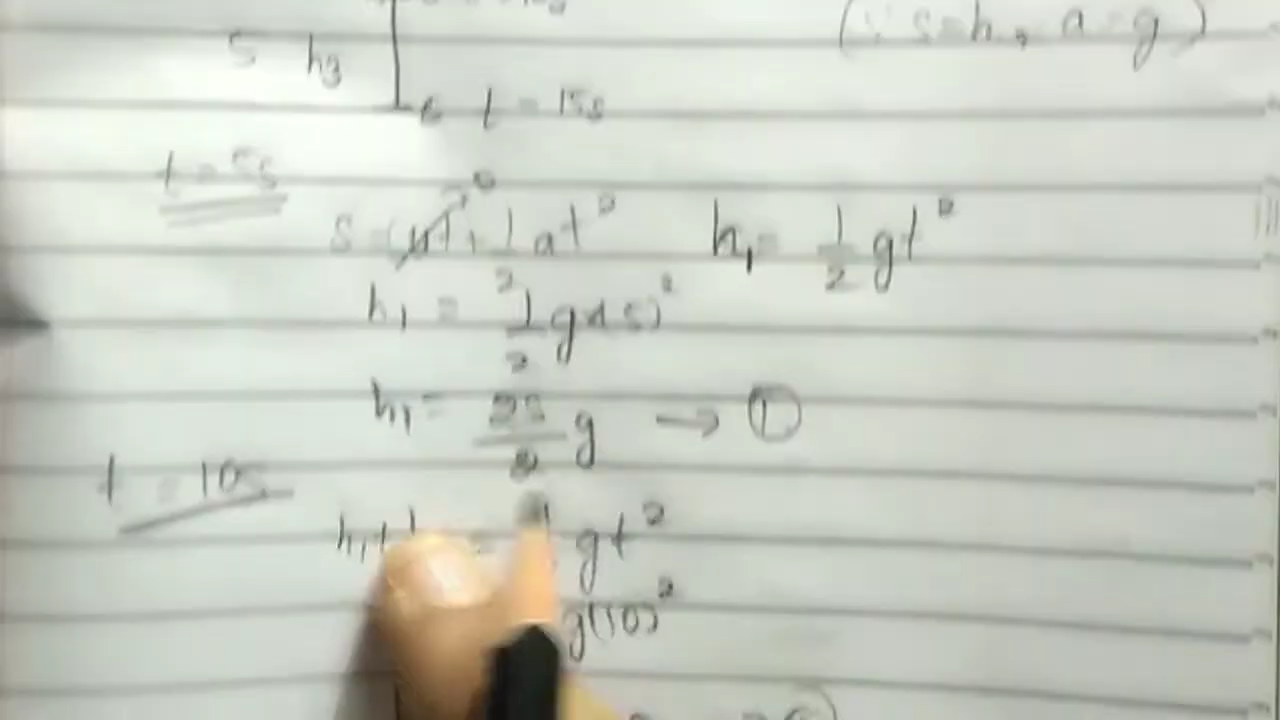 (∵ s=h, a=g)
s h3
t = 15s
t = 5s
s = ut + 1/2 at² h1 = 1/2 gt²
h1 = 1/2 g×(5)²
h1 = 25/2 g → ①
t = 10s
h1+ gt²
g(10)²